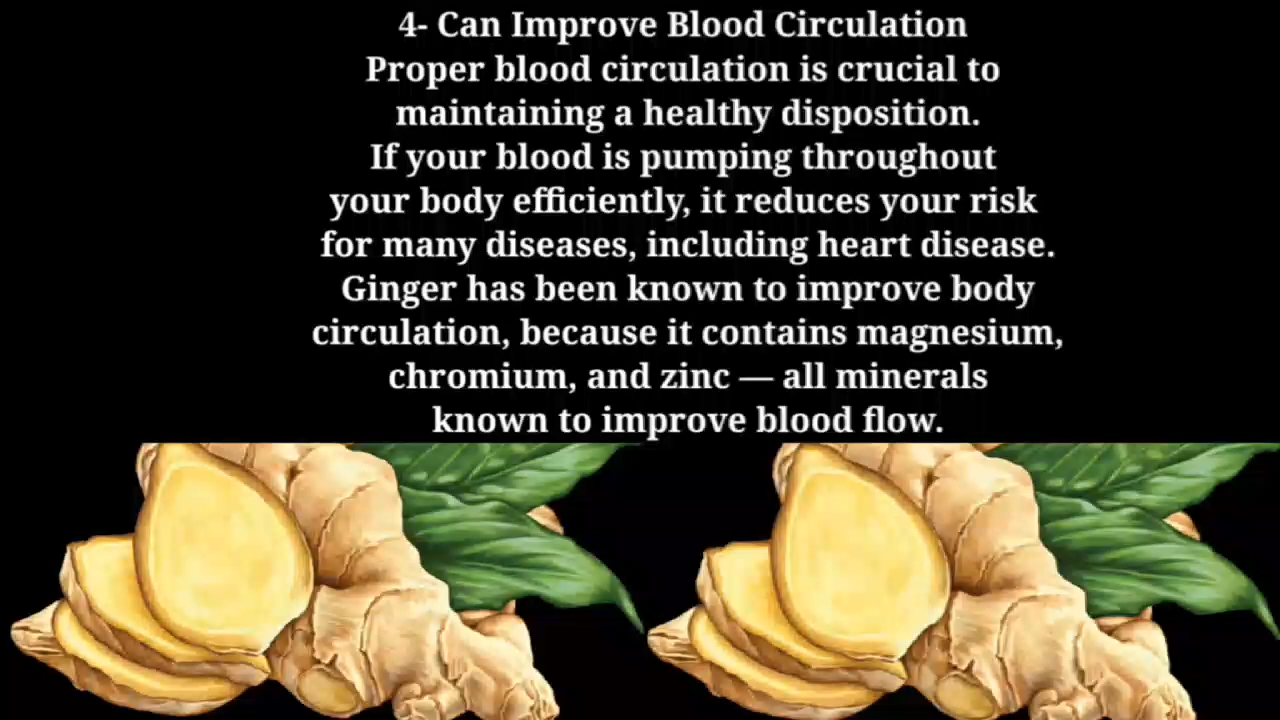 4- Can Improve Blood Circulation
Proper blood circulation is crucial to
maintaining a healthy disposition.
If your blood is pumping throughout
your body efficiently, it reduces your risk
for many diseases, including heart disease.
Ginger has been known to improve body
circulation, because it contains magnesium,
chromium, and zinc — all minerals
known to improve blood flow.